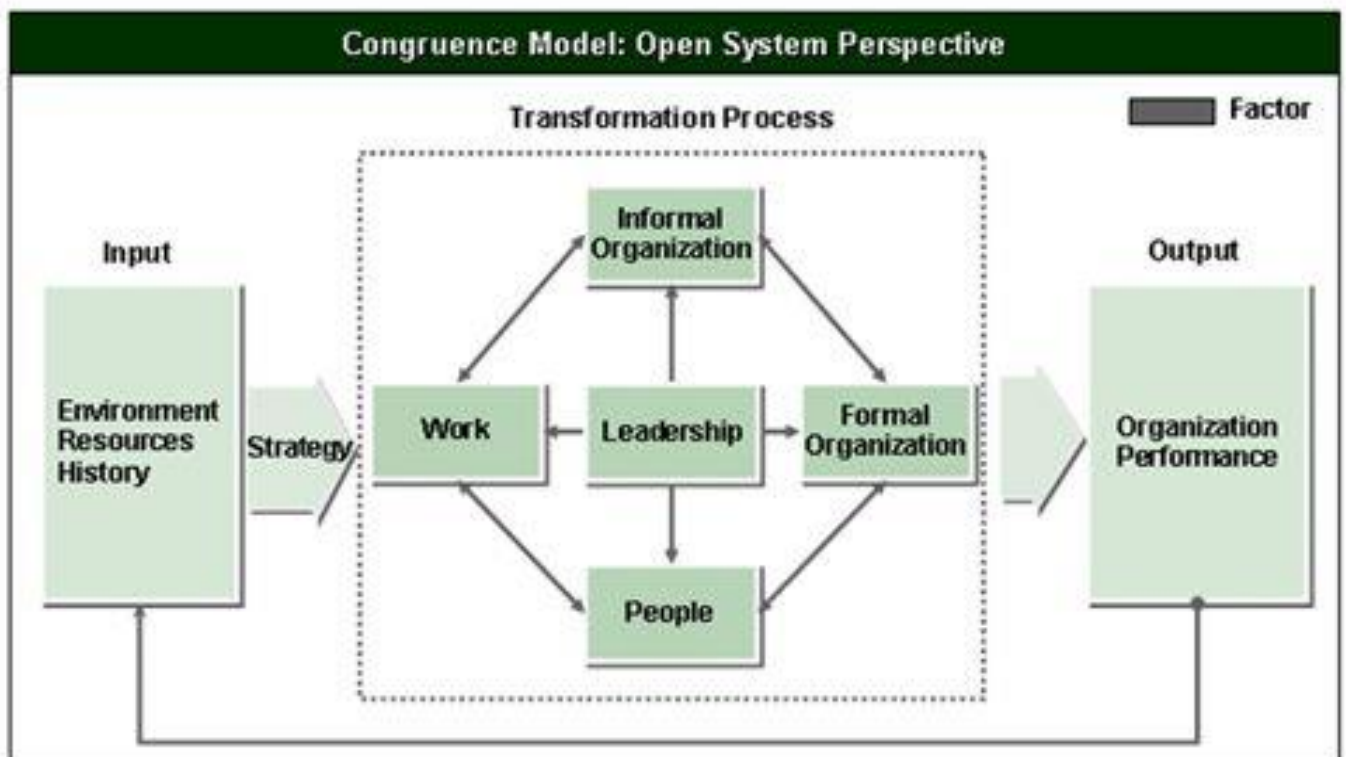 Congruence Model: Open System Perspective
Transformation Process
Factor
Informal
Organization
Input
Output
Environment
Resources
History
Strategy
Work
Leadership
Formal
Organization
Organization
Performance
People